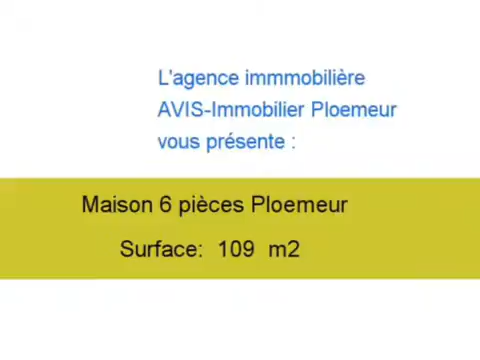 L'agence immmobilière
AVIS-Immobilier Ploemeur
vous présente :
Maison 6 pièces Ploemeur
Surface: 109 m2